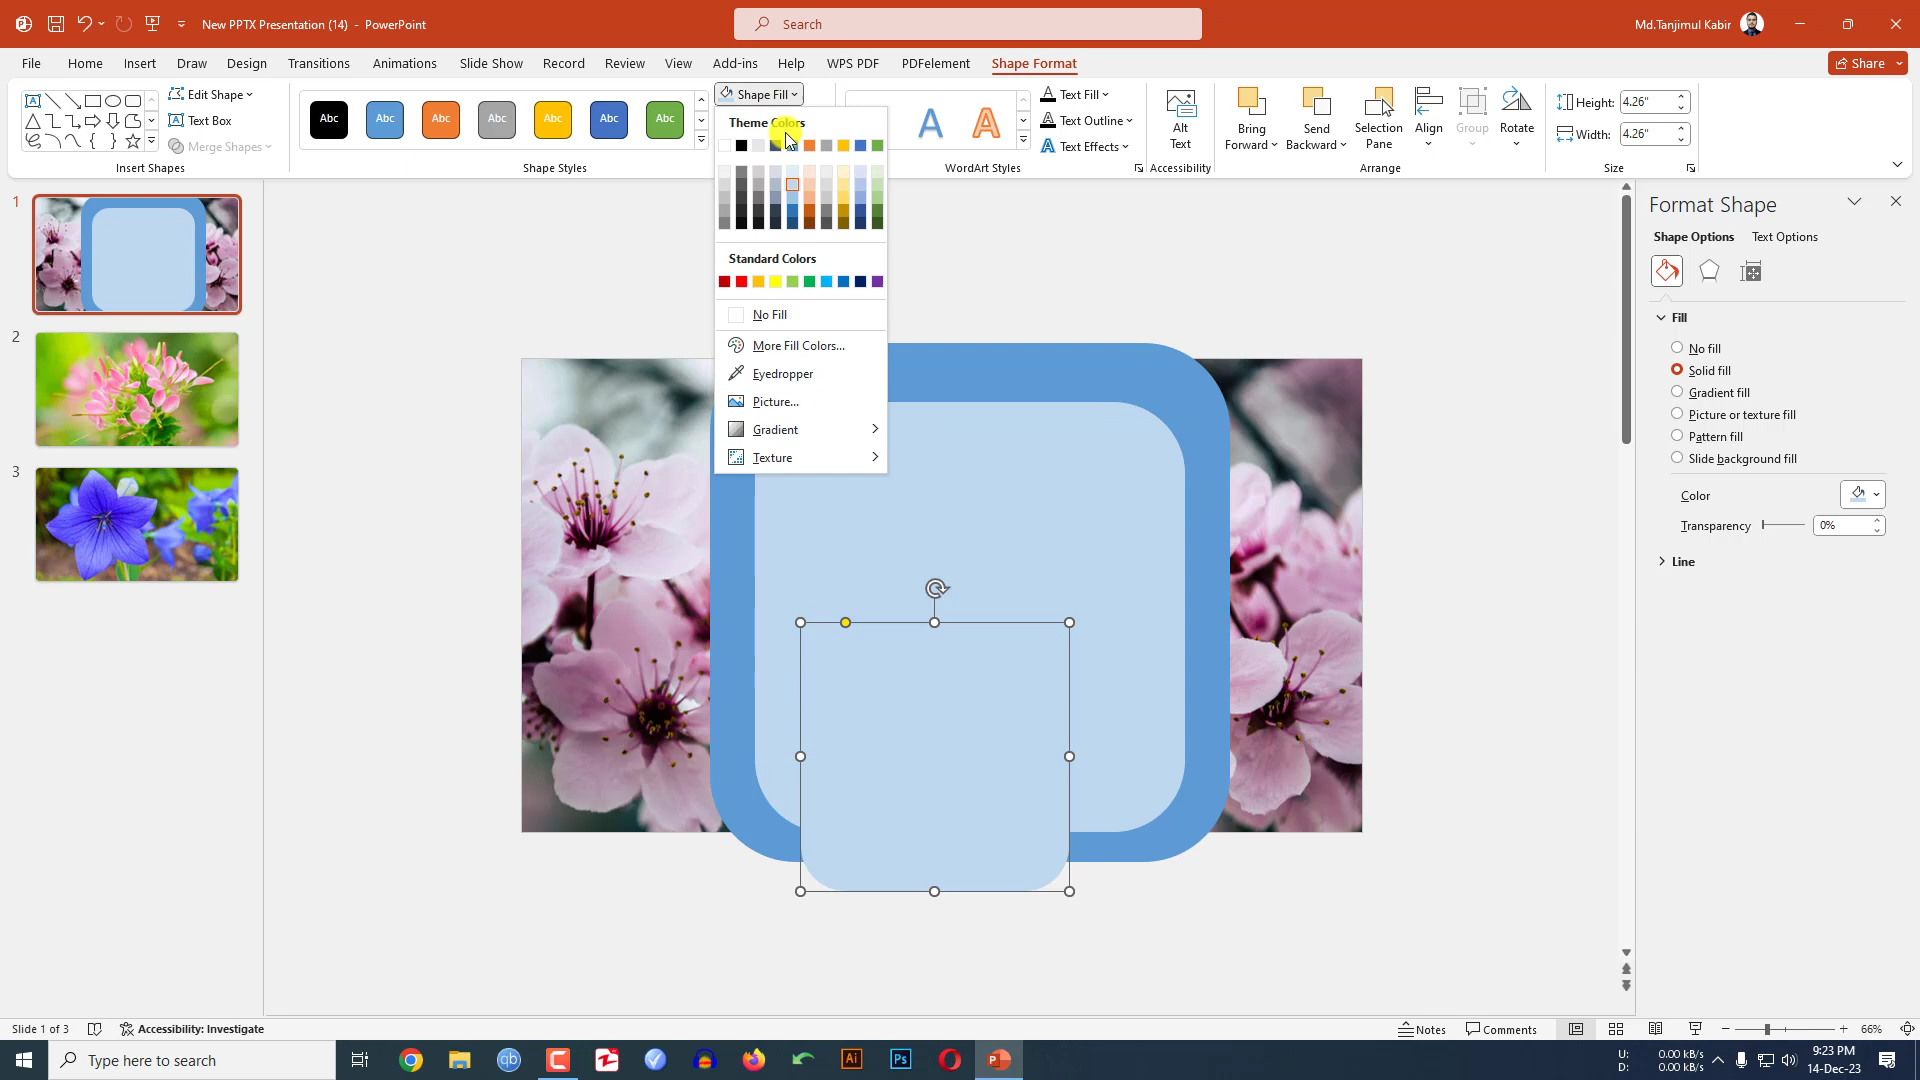 New PPTX Presentation (14) - PowerPoint
Search
Md.Tanjimul Kabir
File Home Insert Draw Design Transitions Animations Slide Show Record Review View Add-ins Help WPS PDF PDFelement Shape Format
Share
Edit Shape
Text Box
Merge Shapes
Insert Shapes
Abc Abc Abc Abc Abc Abc Abc
Shape Styles
Shape Fill
Theme Colors
Standard Colors
No Fill
More Fill Colors...
Eyedropper
Picture...
Gradient
Texture
Text Fill
Text Outline
Text Effects
WordArt Styles
Alt
Text
Accessibility
Bring
Forward
Send
Backward
Selection
Pane
Align
Group
Rotate
Arrange
Height: 4.26"
Width: 4.26"
Size
1
2
3
Format Shape
Shape Options Text Options
Fill
No fill
Solid fill
Gradient fill
Picture or texture fill
Pattern fill
Slide background fill
Color
Transparency 0%
Line
Slide 1 of 3
Accessibility: Investigate
Notes
Comments
66%
Type here to search
qb
Ai
Ps
U: 0.00 kB/s
D: 0.00 kB/s
9:23 PM
14-Dec-23